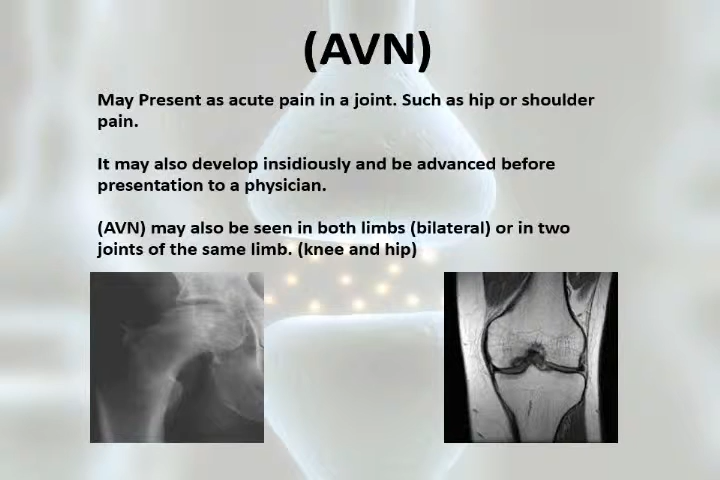 (AVN)
May Present as acute pain in a joint. Such as hip or shoulder
pain.
It may also develop insidiously and be advanced before
presentation to a physician.
(AVN) may also be seen in both limbs (bilateral) or in two
joints of the same limb. (knee and hip)